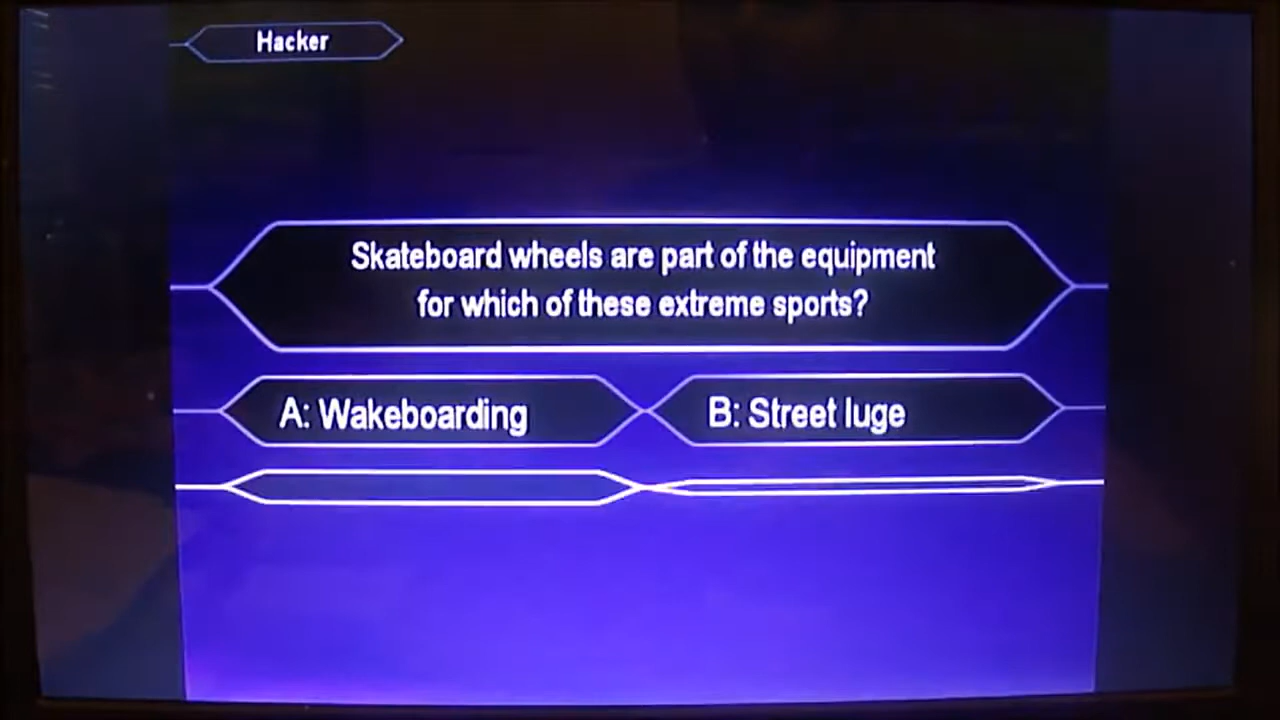 Hacker
Skateboard wheels are part of the equipment
for which of these extreme sports?
A: Wakeboarding
B: Street luge